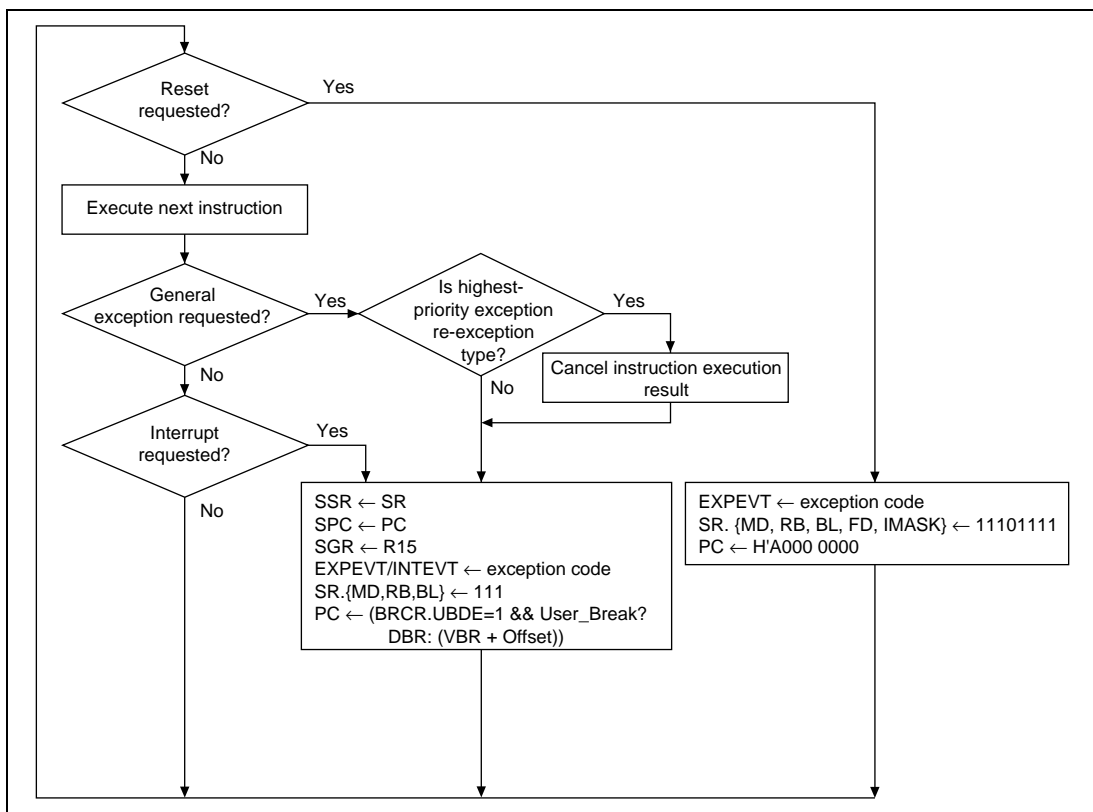 Reset
requested?
Yes
No
Execute next instruction
General
exception requested?
Yes
Is highest-
priority exception
re-exception
type?
Yes
Cancel instruction execution
result
No
No
Interrupt
requested?
Yes
No
SSR ← SR
SPC ← PC
SGR ← R15
EXPEVT/INTEVT ← exception code
SR.{MD,RB,BL} ← 111
PC ← (BRCR.UBDE=1 && User_Break?
DBR: (VBR + Offset))
EXPEVT ← exception code
SR. {MD, RB, BL, FD, IMASK} ← 11101111
PC ← H'A000 0000